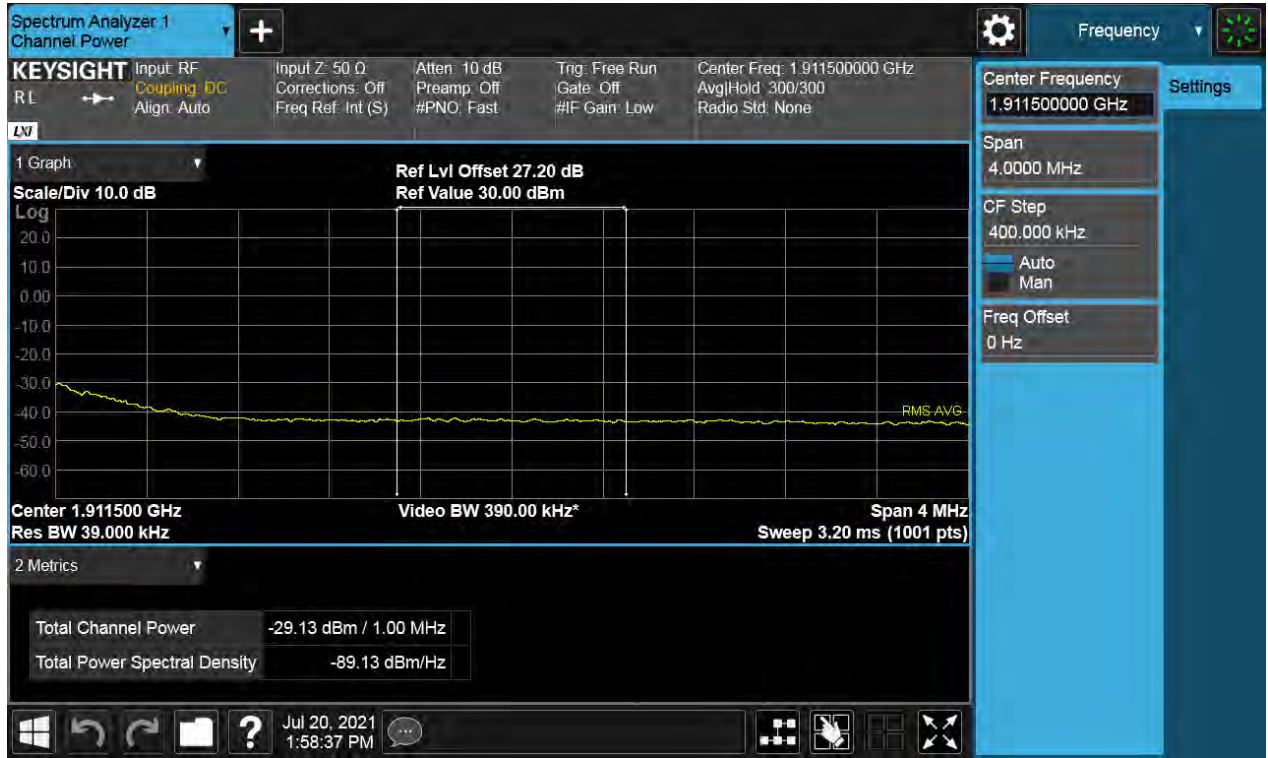 Spectrum Analyzer 1
Channel Power
+
Frequency
KEYSIGHT
RL
LXI
Input: RF
Coupling: DC
Align: Auto
Input Z: 50 Ω
Corrections: Off
Freq Ref: Int (S)
Atten: 10 dB
Preamp: Off
#PNO: Fast
Trig: Free Run
Gate: Off
#IF Gain: Low
Center Freq: 1.911500000 GHz
Avg|Hold: 300/300
Radio Std: None
Center Frequency
1.911500000 GHz
Settings
Span
4.0000 MHz
CF Step
400.000 kHz
Auto
Man
Freq Offset
0 Hz
1 Graph
Scale/Div 10.0 dB
Ref Lvl Offset 27.20 dB
Ref Value 30.00 dBm
Log
20.0
10.0
0.00
-10.0
-20.0
-30.0
-40.0
-50.0
-60.0
RMS AVG
Center 1.911500 GHz
Res BW 39.000 kHz
Video BW 390.00 kHz*
Span 4 MHz
Sweep 3.20 ms (1001 pts)
2 Metrics
Total Channel Power -29.13 dBm / 1.00 MHz
Total Power Spectral Density -89.13 dBm/Hz
?
Jul 20, 2021
1:58:37 PM